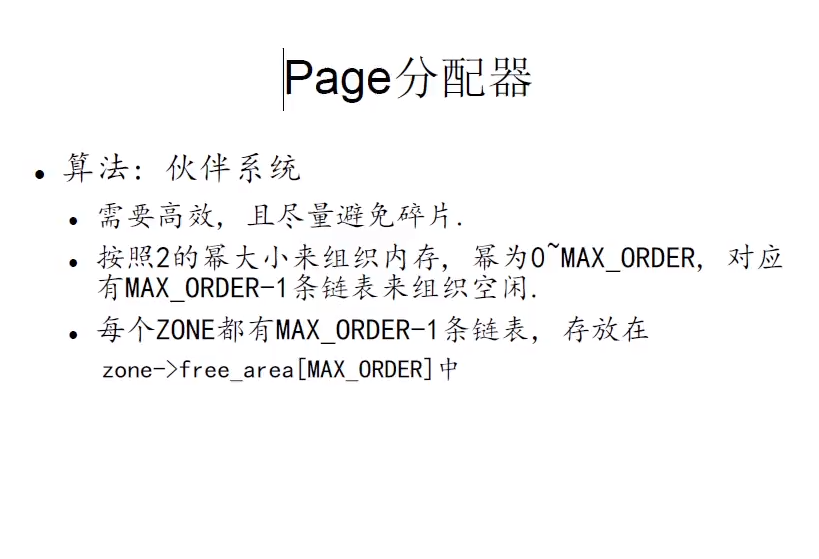 Page分配器
算法：伙伴系统
需要高效，且尽量避免碎片.
按照2的幂大小来组织内存，幂为0~MAX_ORDER，对应
有MAX_ORDER-1条链表来组织空闲.
每个ZONE都有MAX_ORDER-1条链表，存放在
zone->free_area[MAX_ORDER]中